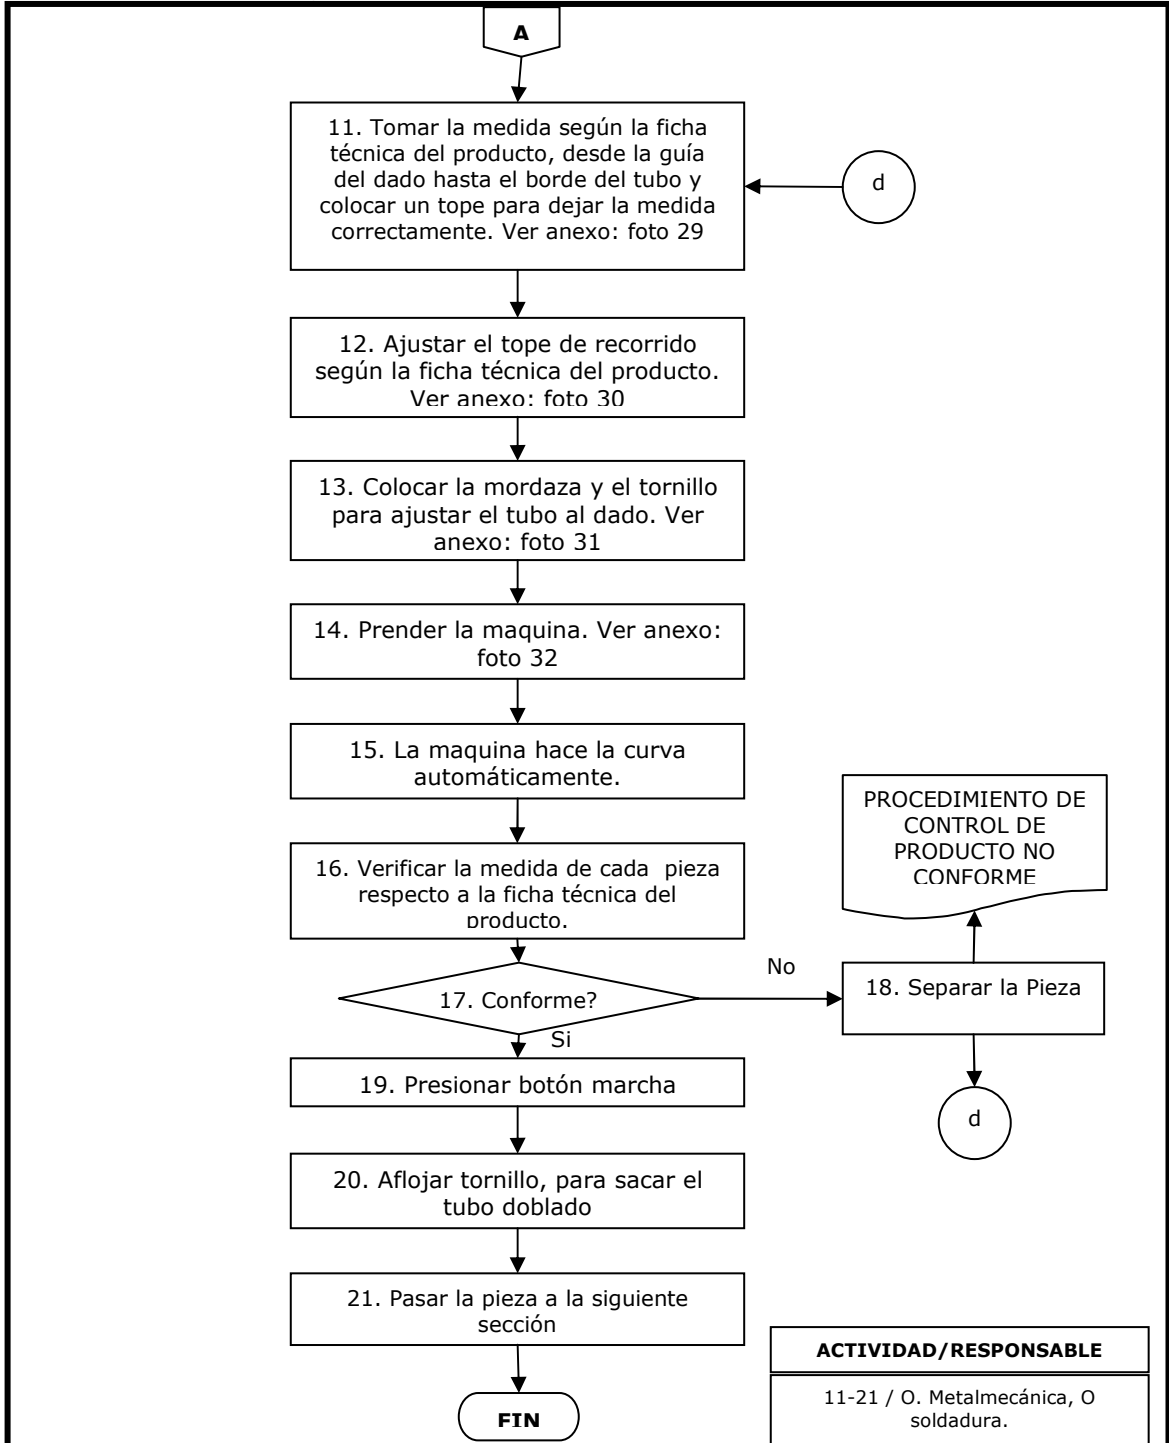 A
11. Tomar la medida según la ficha
técnica del producto, desde la guía
del dado hasta el borde del tubo y
colocar un tope para dejar la medida
correctamente. Ver anexo: foto 29
d
12. Ajustar el tope de recorrido
según la ficha técnica del producto.
Ver anexo: foto 30
13. Colocar la mordaza y el tornillo
para ajustar el tubo al dado. Ver
anexo: foto 31
14. Prender la maquina. Ver anexo:
foto 32
15. La maquina hace la curva
automáticamente.
PROCEDIMIENTO DE
CONTROL DE
PRODUCTO NO
CONFORME
16. Verificar la medida de cada  pieza
respecto a la ficha técnica del
producto.
17. Conforme?
No
18. Separar la Pieza
Si
19. Presionar botón marcha
d
20. Aflojar tornillo, para sacar el
tubo doblado
21. Pasar la pieza a la siguiente
sección
FIN
ACTIVIDAD/RESPONSABLE
11-21 / O. Metalmecánica, O
soldadura.